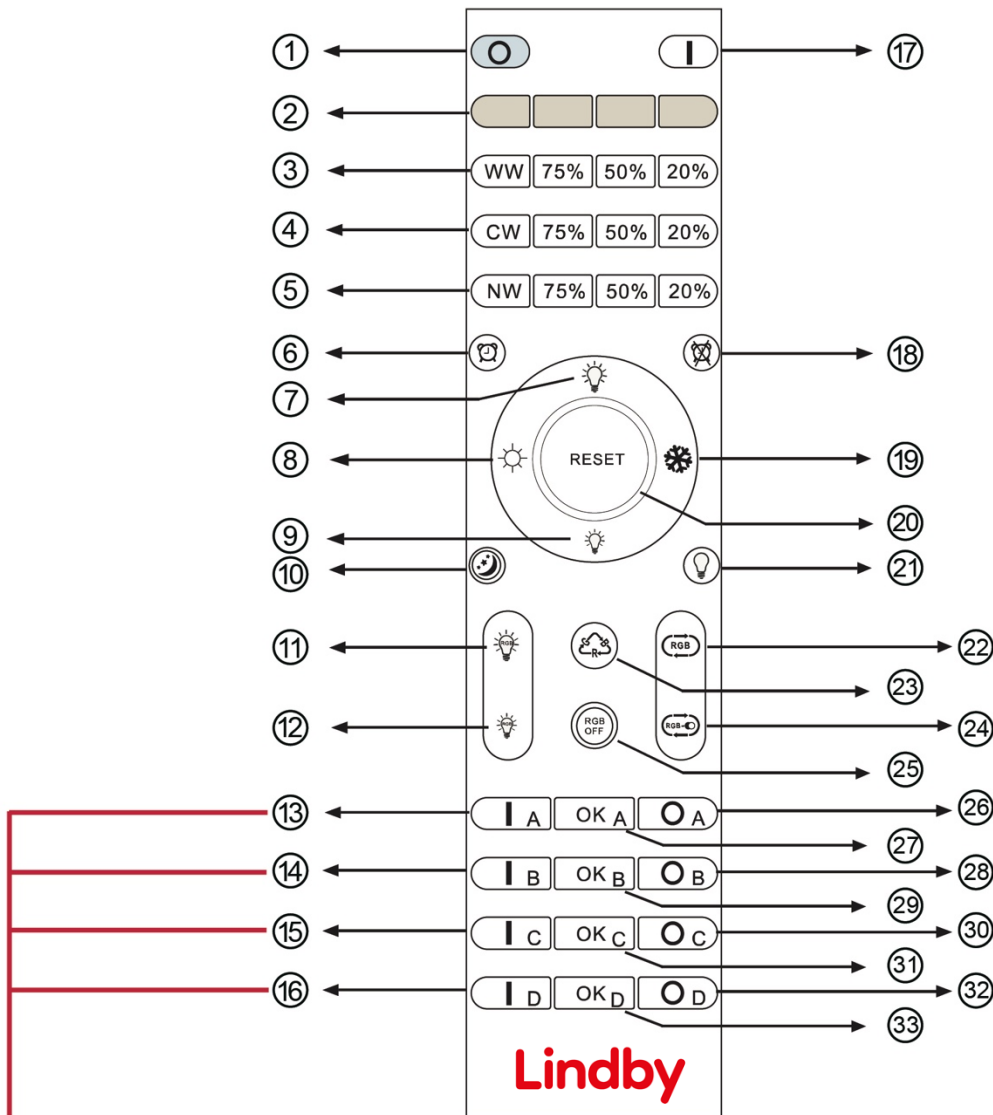 ① O I ⑰
②
③ WW 75% 50% 20%
④ CW 75% 50% 20%
⑤ NW 75% 50% 20%
⑥ ⑱
⑦
⑧ RESET ⑲
⑳
⑨
⑩ ㉑
⑪ RGB RGB ㉒
R
㉓
⑫ RGB RGB ㉔
RGB
OFF
㉕
⑬ I A OK A O A ㉖
㉗
⑭ I B OK B O B ㉘
㉙
⑮ I C OK C O C ㉚
㉛
⑯ I D OK D O D ㉜
㉝
Lindby